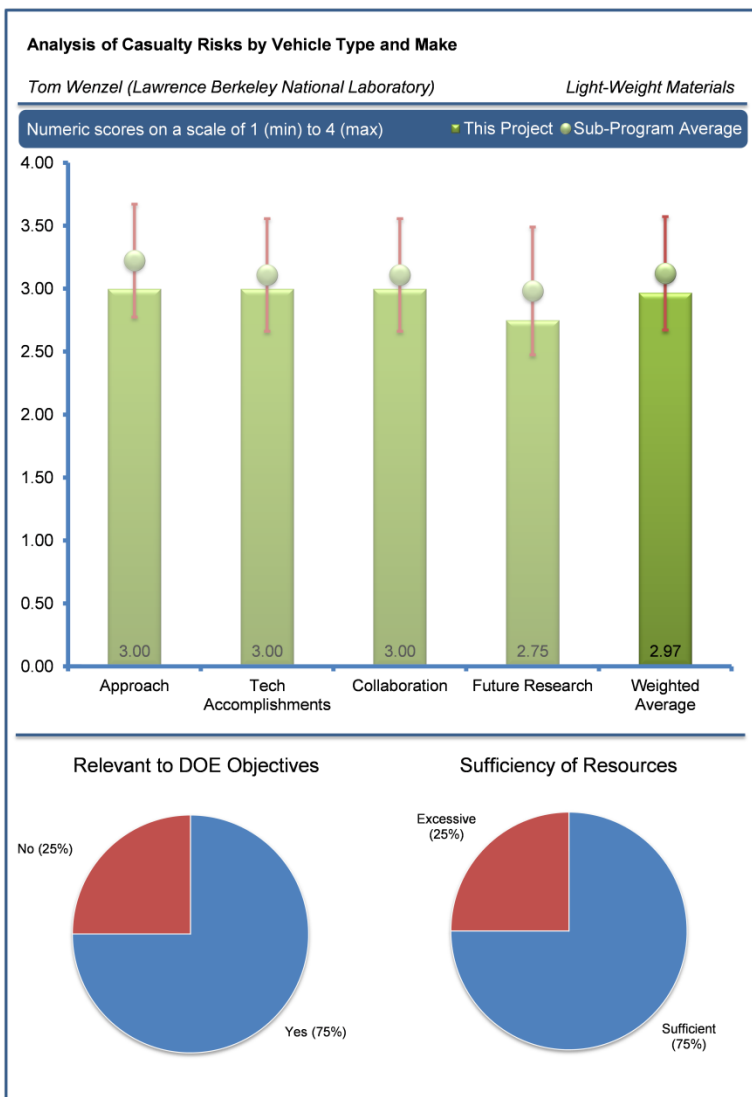 Analysis of Casualty Risks by Vehicle Type and Make
Tom Wenzel (Lawrence Berkeley National Laboratory) Light-Weight Materials
Numeric scores on a scale of 1 (min) to 4 (max) This Project Sub-Program Average
4.00
3.50
3.00
2.50
2.00
1.50
1.00
0.50
0.00
3.00 3.00 3.00 2.75 2.97
Approach Tech Accomplishments Collaboration Future Research Weighted Average
Relevant to DOE Objectives Sufficiency of Resources
No (25%)
Yes (75%)
Excessive
(25%)
Sufficient
(75%)